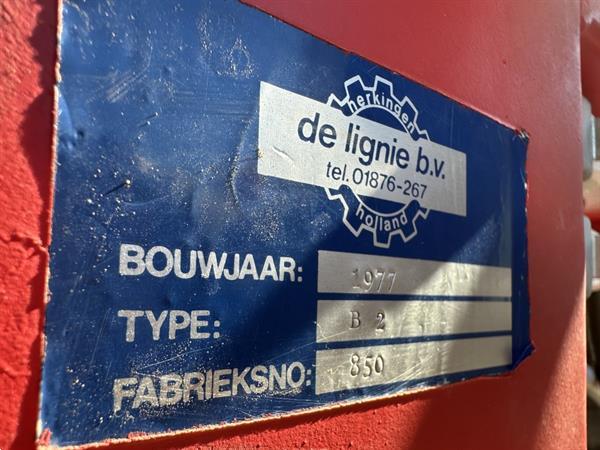 herkingen
de lignie b.v.
tel. 01876-267
holland
BOUWJAAR: 1977
TYPE: B 2
FABRIEKSNO: 850